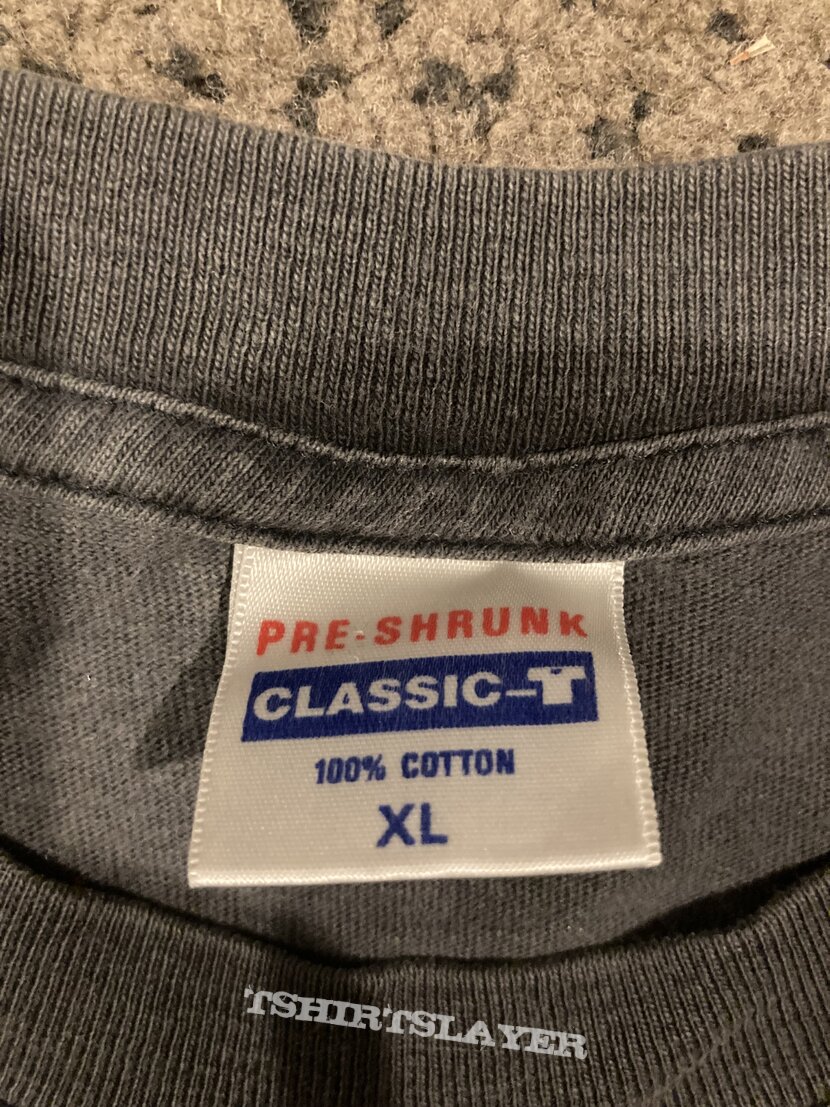 PRE-SHRUNK
CLASSIC-T
100% COTTON
XL
TSHIRTSLAYER